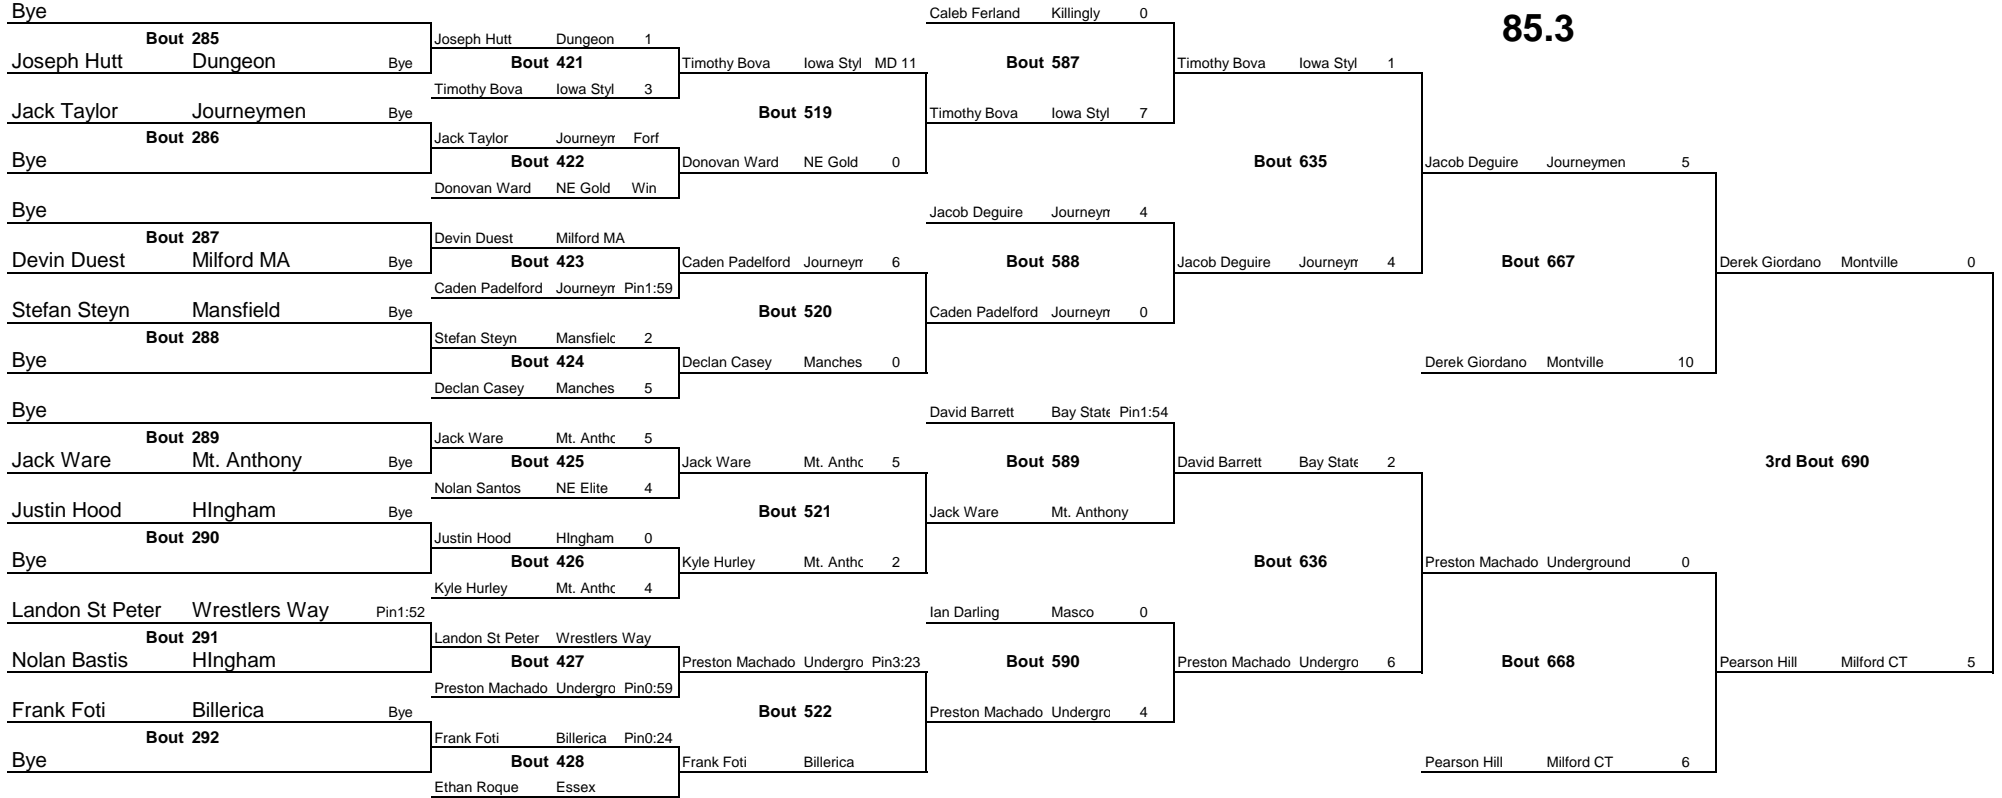 85.3
Bye
Bout 285
Joseph Hutt Dungeon Bye
Jack Taylor Journeymen Bye
Bout 286
Bye
Bye
Bout 287
Devin Duest Milford MA Bye
Stefan Steyn Mansfield Bye
Bout 288
Bye
Bye
Bout 289
Jack Ware Mt. Anthony Bye
Justin Hood HIngham Bye
Bout 290
Bye
Landon St Peter Wrestlers Way Pin1:52
Bout 291
Nolan Bastis HIngham
Frank Foti Billerica Bye
Bout 292
Bye
Joseph Hutt Dungeon 1
Bout 421
Timothy Bova Iowa Styl 3
Jack Taylor Journeym Forf
Bout 422
Donovan Ward NE Gold Win
Devin Duest Milford MA
Bout 423
Caden Padelford Journeym Pin1:59
Stefan Steyn Mansfield 2
Bout 424
Declan Casey Manches 5
Jack Ware Mt. Antho 5
Bout 425
Nolan Santos NE Elite 4
Justin Hood HIngham 0
Bout 426
Kyle Hurley Mt. Antho 4
Landon St Peter Wrestlers Way
Bout 427
Preston Machado Undergro Pin0:59
Frank Foti Billerica Pin0:24
Bout 428
Ethan Roque Essex
Timothy Bova Iowa Styl MD 11
Bout 519
Donovan Ward NE Gold 0
Caden Padelford Journeym 6
Bout 520
Declan Casey Manches 0
Jack Ware Mt. Antho 5
Bout 521
Kyle Hurley Mt. Antho 2
Preston Machado Undergro Pin3:23
Bout 522
Frank Foti Billerica
Caleb Ferland Killingly 0
Bout 587
Timothy Bova Iowa Styl 7
Jacob Deguire Journeym 4
Bout 588
Caden Padelford Journeym 0
David Barrett Bay State Pin1:54
Bout 589
Jack Ware Mt. Anthony
Ian Darling Masco 0
Bout 590
Preston Machado Undergro 4
Timothy Bova Iowa Styl 1
Bout 635
Jacob Deguire Journeym 4
David Barrett Bay State 2
Bout 636
Preston Machado Undergro 6
Jacob Deguire Journeymen 5
Bout 667
Derek Giordano Montville 10
Preston Machado Underground 0
Bout 668
Pearson Hill Milford CT 6
Derek Giordano Montville 0
3rd Bout 690
Pearson Hill Milford CT 5